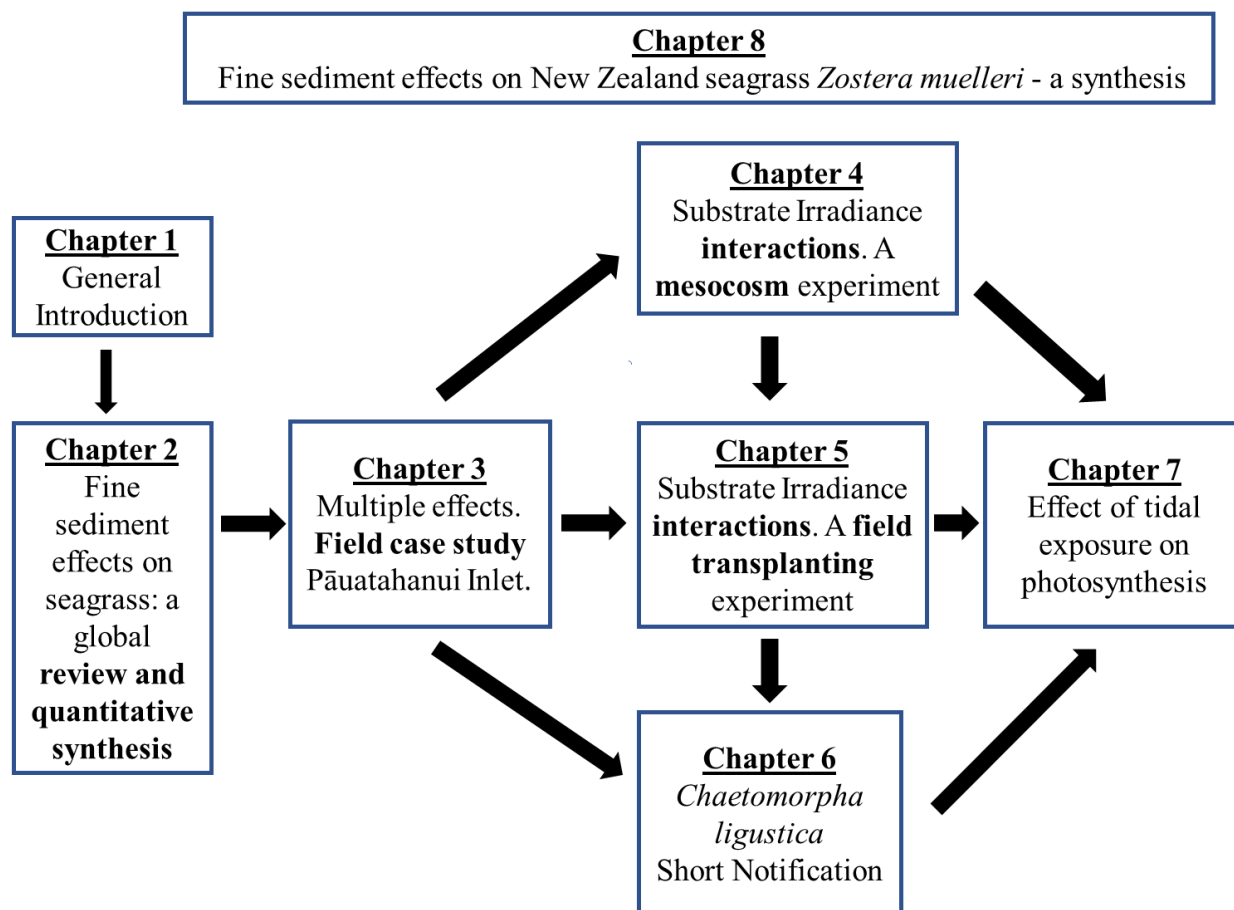 Chapter 8
Fine sediment effects on New Zealand seagrass Zostera muelleri - a synthesis
Chapter 1
General
Introduction
Chapter 2
Fine
sediment
effects on
seagrass: a
global
review and
quantitative
synthesis
Chapter 3
Multiple effects.
Field case study
Pāuatahanui Inlet.
Chapter 4
Substrate Irradiance
interactions. A
mesocosm experiment
Chapter 5
Substrate Irradiance
interactions. A field
transplanting
experiment
Chapter 6
Chaetomorpha
ligustica
Short Notification
Chapter 7
Effect of tidal
exposure on
photosynthesis